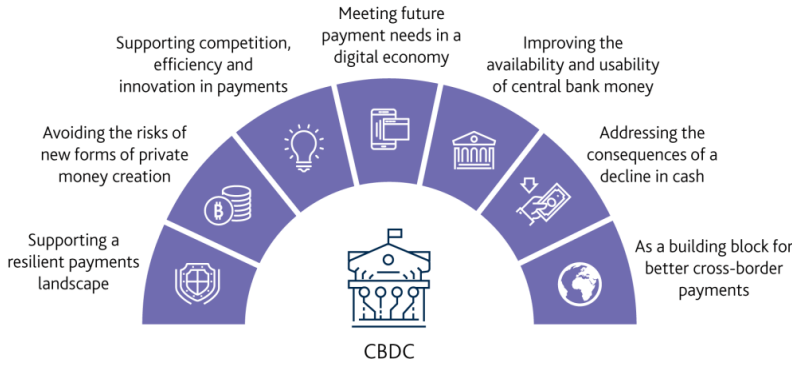 Meeting future
payment needs in a
digital economy
Supporting competition,
efficiency and
innovation in payments
Improving the
availability and usability
of central bank money
Avoiding the risks of
new forms of private
money creation
Addressing the
consequences of a
decline in cash
Supporting a
resilient payments
landscape
As a building block for
better cross-border
payments
CBDC